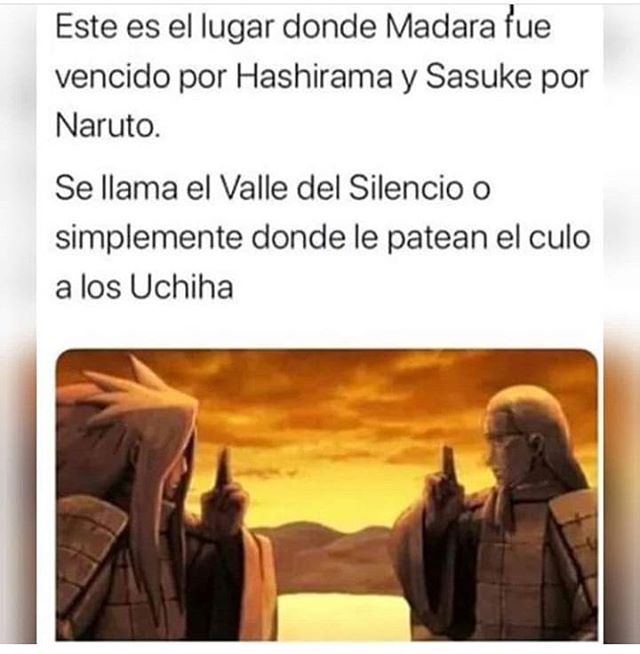 Este es el lugar donde Madara fue
vencido por Hashirama y Sasuke por
Naruto.
Se llama el Valle del Silencio o
simplemente donde le patean el culo
a los Uchiha